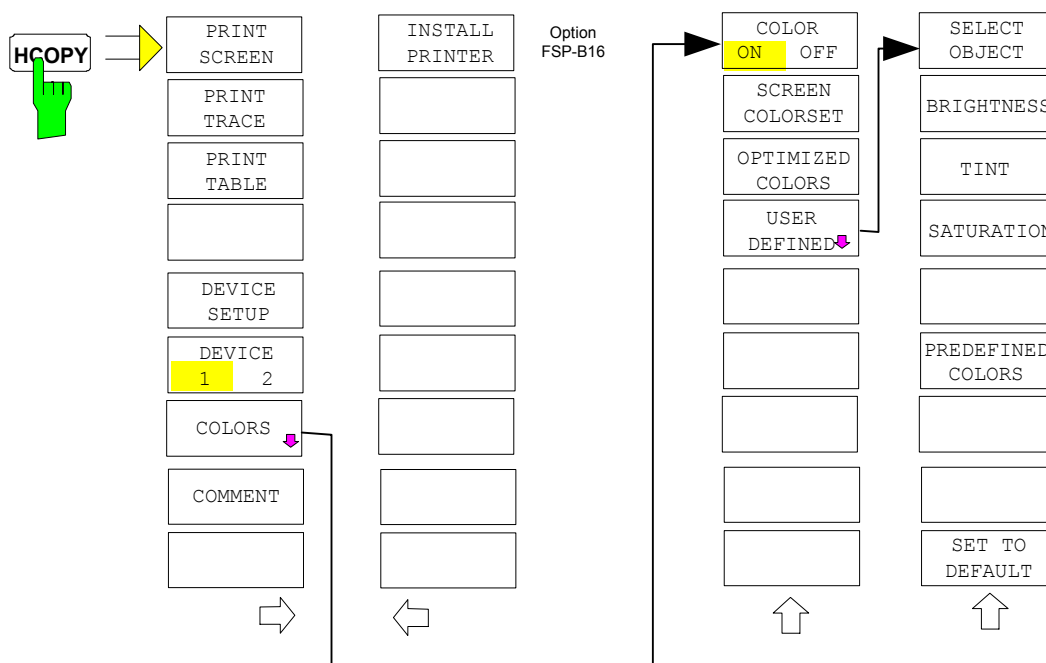 HCOPY
PRINT
SCREEN
PRINT
TRACE
PRINT
TABLE
DEVICE
SETUP
DEVICE
1 2
COLORS
COMMENT
INSTALL
PRINTER
Option
FSP-B16
COLOR
ON OFF
SCREEN
COLORSET
OPTIMIZED
COLORS
USER
DEFINED
SELECT
OBJECT
BRIGHTNESS
TINT
SATURATION
PREDEFINED
COLORS
SET TO
DEFAULT